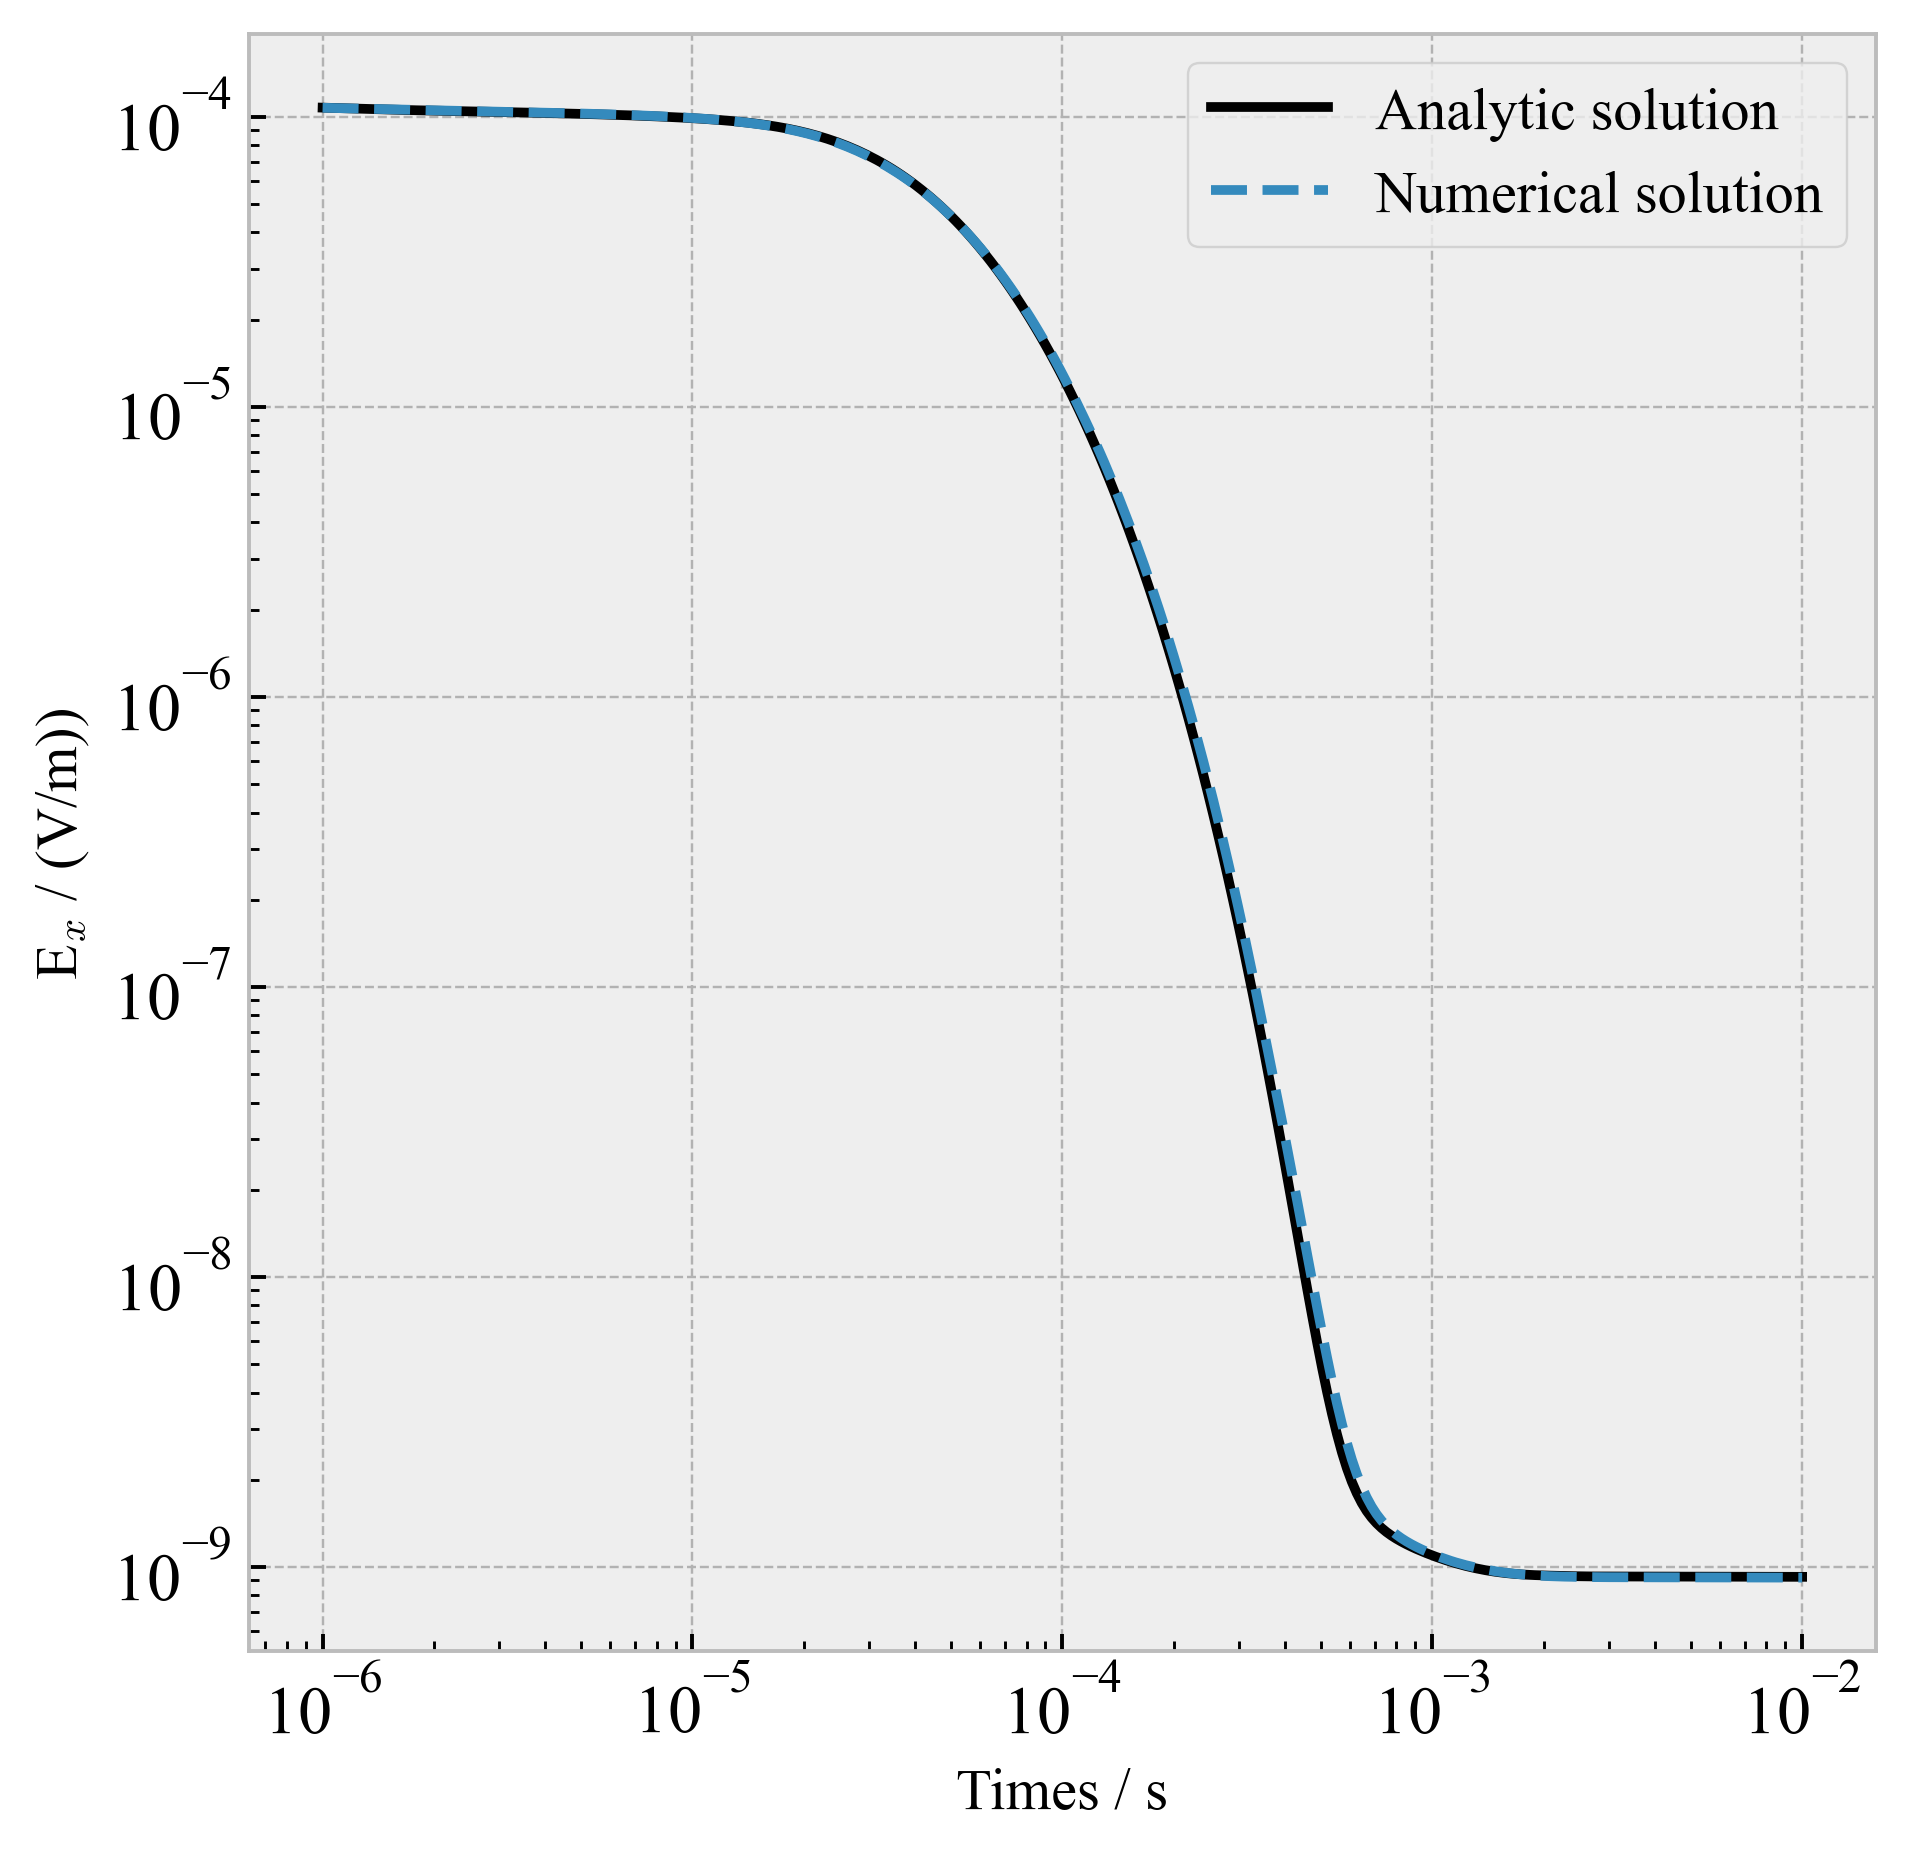 Analytic solution
Numerical solution
10⁻⁴
10⁻⁵
10⁻⁶
10⁻⁷
10⁻⁸
10⁻⁹
Eₓ / (V/m))
10⁻⁶ 10⁻⁵ 10⁻⁴ 10⁻³ 10⁻²
Times / s